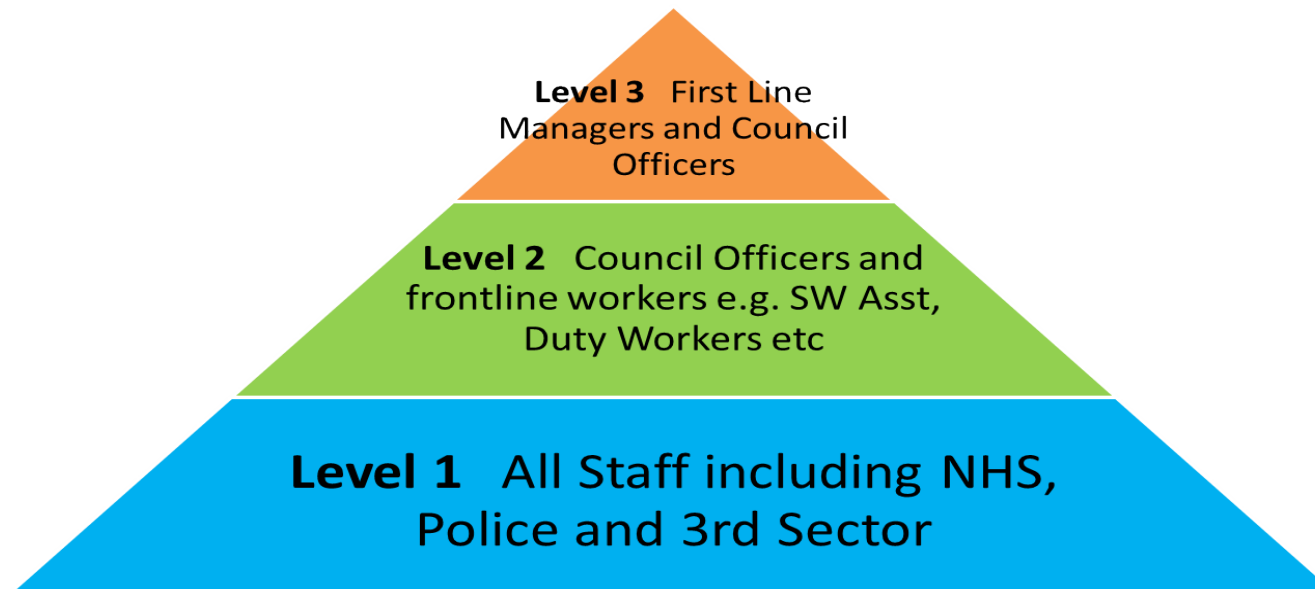 Level 3 First Line
Managers and Council
Officers
Level 2 Council Officers and
frontline workers e.g. SW Asst,
Duty Workers etc
Level 1 All Staff including NHS,
Police and 3rd Sector